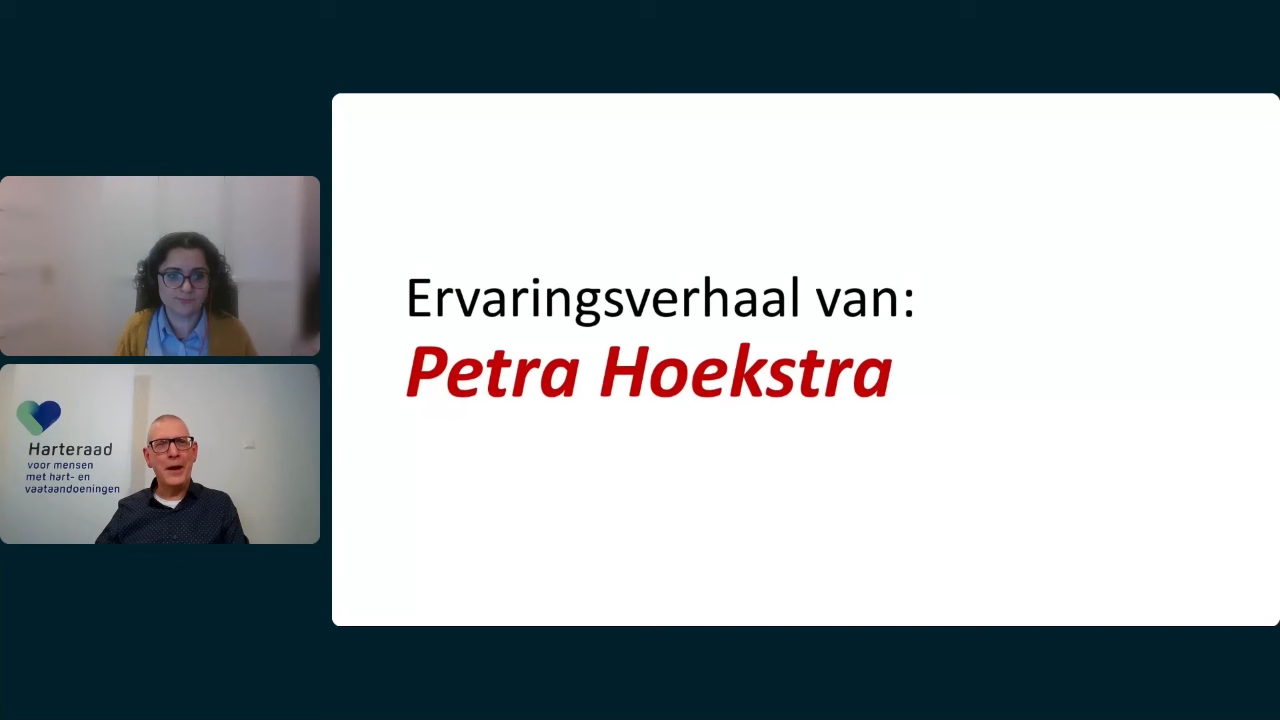 Ervaringsverhaal van:
Petra Hoekstra
Harteraad
voor mensen
met hart- en
vaataandoeningen